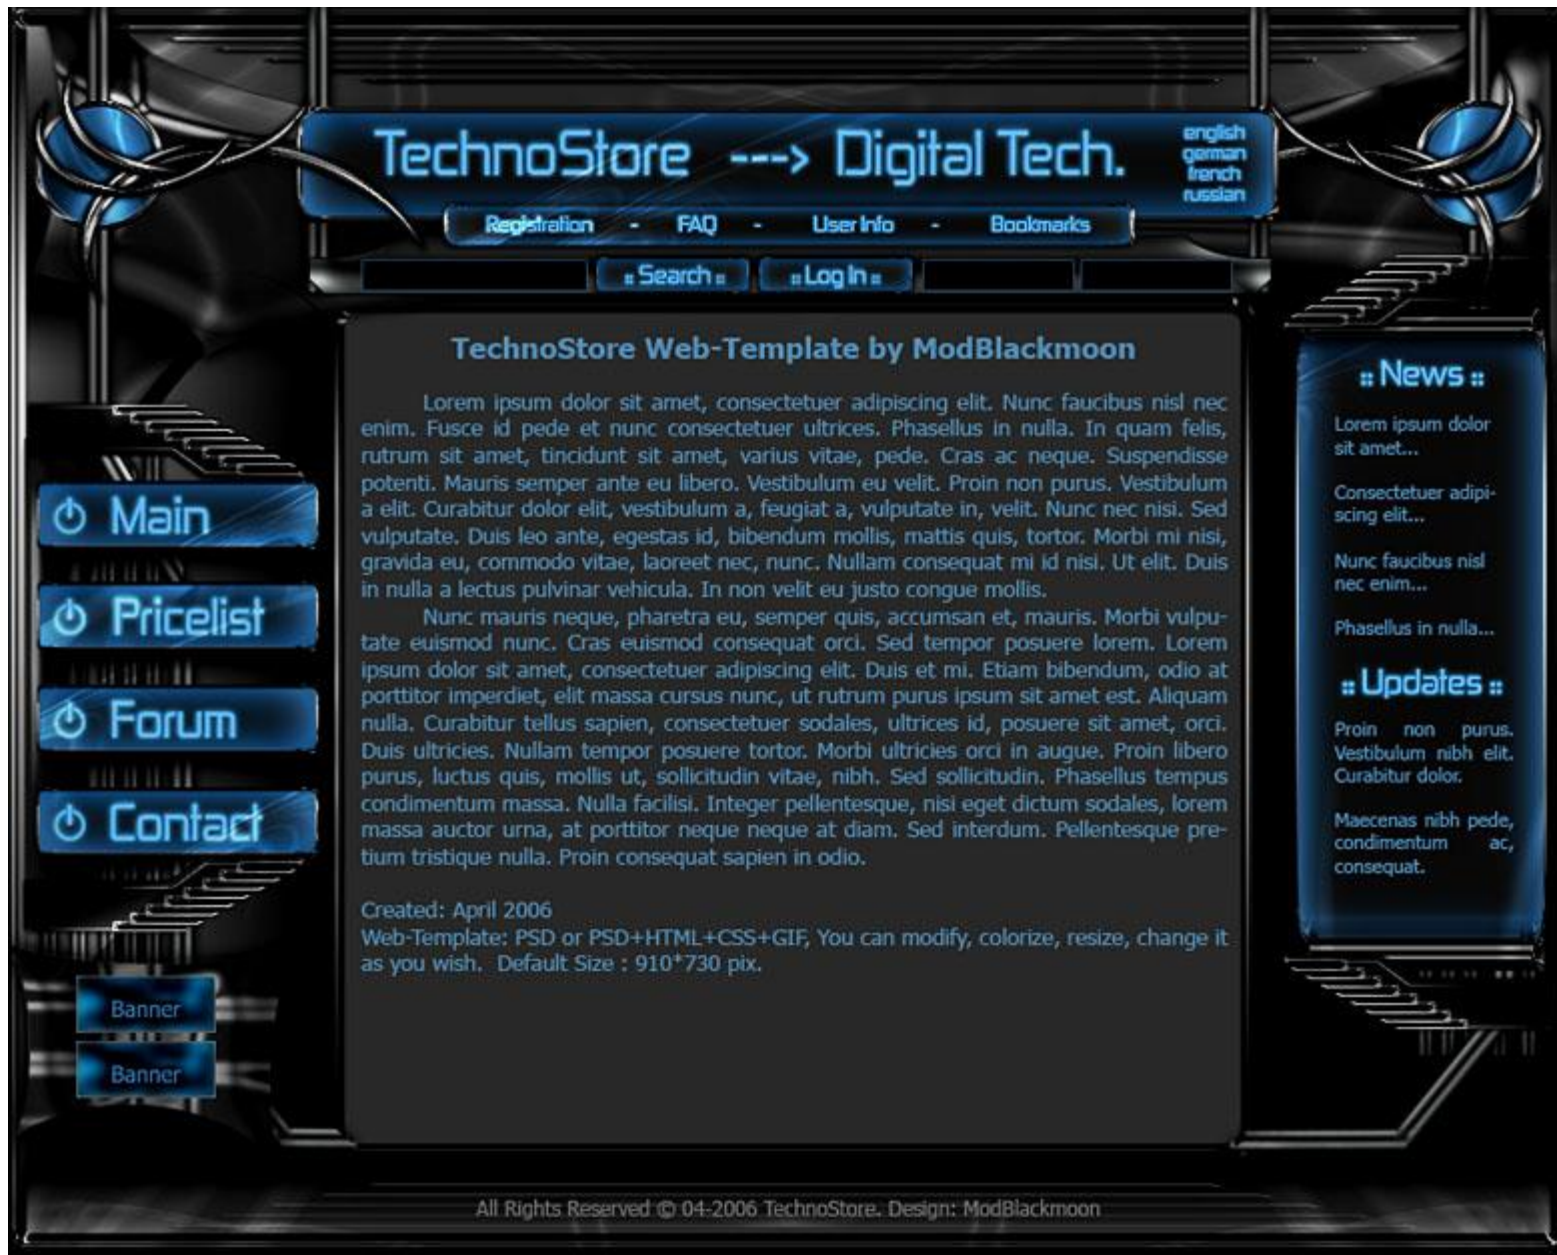 TechnoStore ---> Digital Tech.
english
german
french
russian
Registration - FAQ - User Info - Bookmarks
:: Search :: :: Log In ::
Main
Pricelist
Forum
Contact
Banner
Banner
TechnoStore Web-Template by ModBlackmoon
Lorem ipsum dolor sit amet, consectetuer adipiscing elit. Nunc faucibus nisl nec
enim. Fusce id pede et nunc consectetuer ultrices. Phasellus in nulla. In quam felis,
rutrum sit amet, tincidunt sit amet, varius vitae, pede. Cras ac neque. Suspendisse
potenti. Mauris semper ante eu libero. Vestibulum eu velit. Proin non purus. Vestibulum
a elit. Curabitur dolor elit, vestibulum a, feugiat a, vulputate in, velit. Nunc nec nisi. Sed
vulputate. Duis leo ante, egestas id, bibendum mollis, mattis quis, tortor. Morbi mi nisi,
gravida eu, commodo vitae, laoreet nec, nunc. Nullam consequat mi id nisi. Ut elit. Duis
in nulla a lectus pulvinar vehicula. In non velit eu justo congue mollis.
Nunc mauris neque, pharetra eu, semper quis, accumsan et, mauris. Morbi vulpu-
tate euismod nunc. Cras euismod consequat orci. Sed tempor posuere lorem. Lorem
ipsum dolor sit amet, consectetuer adipiscing elit. Duis et mi. Etiam bibendum, odio at
porttitor imperdiet, elit massa cursus nunc, ut rutrum purus ipsum sit amet est. Aliquam
nulla. Curabitur tellus sapien, consectetuer sodales, ultrices id, posuere sit amet, orci.
Duis ultricies. Nullam tempor posuere tortor. Morbi ultricies orci in augue. Proin libero
purus, luctus quis, mollis ut, sollicitudin vitae, nibh. Sed sollicitudin. Phasellus tempus
condimentum massa. Nulla facilisi. Integer pellentesque, nisi eget dictum sodales, lorem
massa auctor urna, at porttitor neque neque at diam. Sed interdum. Pellentesque pre-
tium tristique nulla. Proin consequat sapien in odio.
Created: April 2006
Web-Template: PSD or PSD+HTML+CSS+GIF, You can modify, colorize, resize, change it
as you wish. Default Size : 910*730 pix.
:: News ::
Lorem ipsum dolor
sit amet...
Consectetuer adipi-
scing elit...
Nunc faucibus nisl
nec enim...
Phasellus in nulla...
:: Updates ::
Proin non purus.
Vestibulum nibh elit.
Curabitur dolor.
Maecenas nibh pede,
condimentum ac,
consequat.
All Rights Reserved © 04-2006 TechnoStore. Design: ModBlackmoon